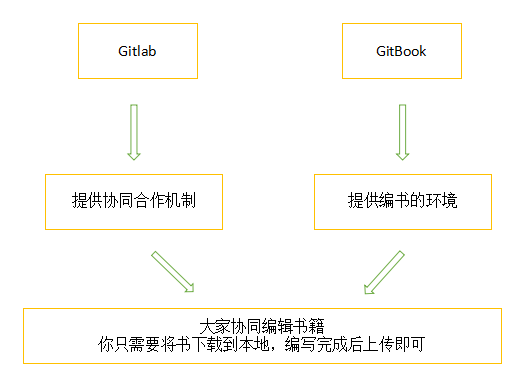 Gitlab
GitBook
提供协同合作机制
提供编书的环境
大家协同编辑书籍
你只需要将书下载到本地，编写完成后上传即可